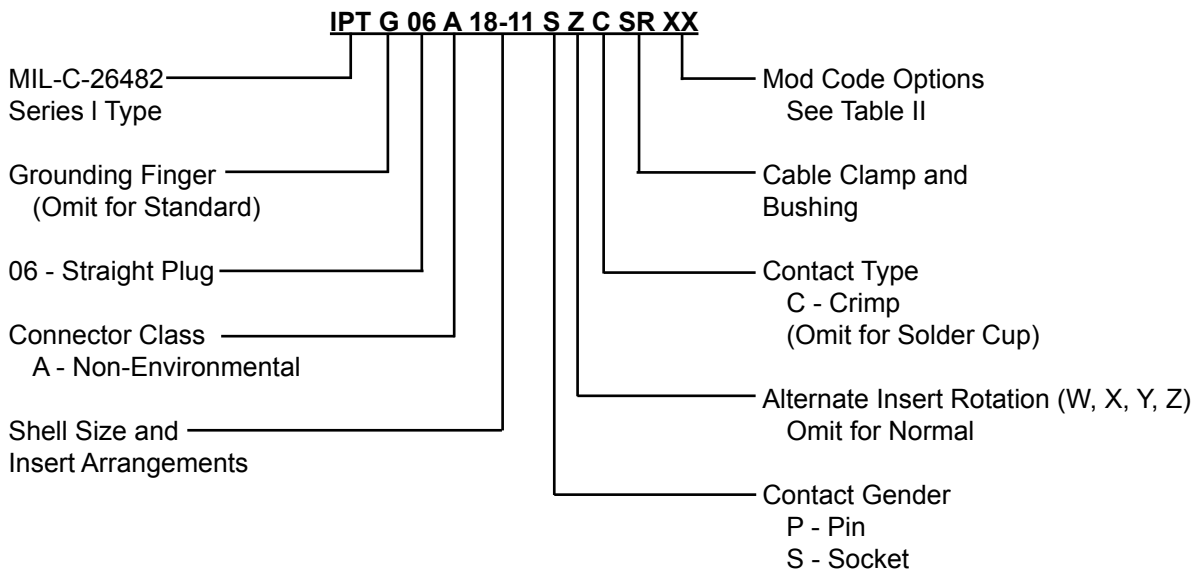 IPT G 06 A 18-11 S Z C SR XX
MIL-C-26482
Series I Type
Grounding Finger
(Omit for Standard)
06 - Straight Plug
Connector Class
A - Non-Environmental
Shell Size and
Insert Arrangements
Mod Code Options
See Table II
Cable Clamp and
Bushing
Contact Type
C - Crimp
(Omit for Solder Cup)
Alternate Insert Rotation (W, X, Y, Z)
Omit for Normal
Contact Gender
P - Pin
S - Socket